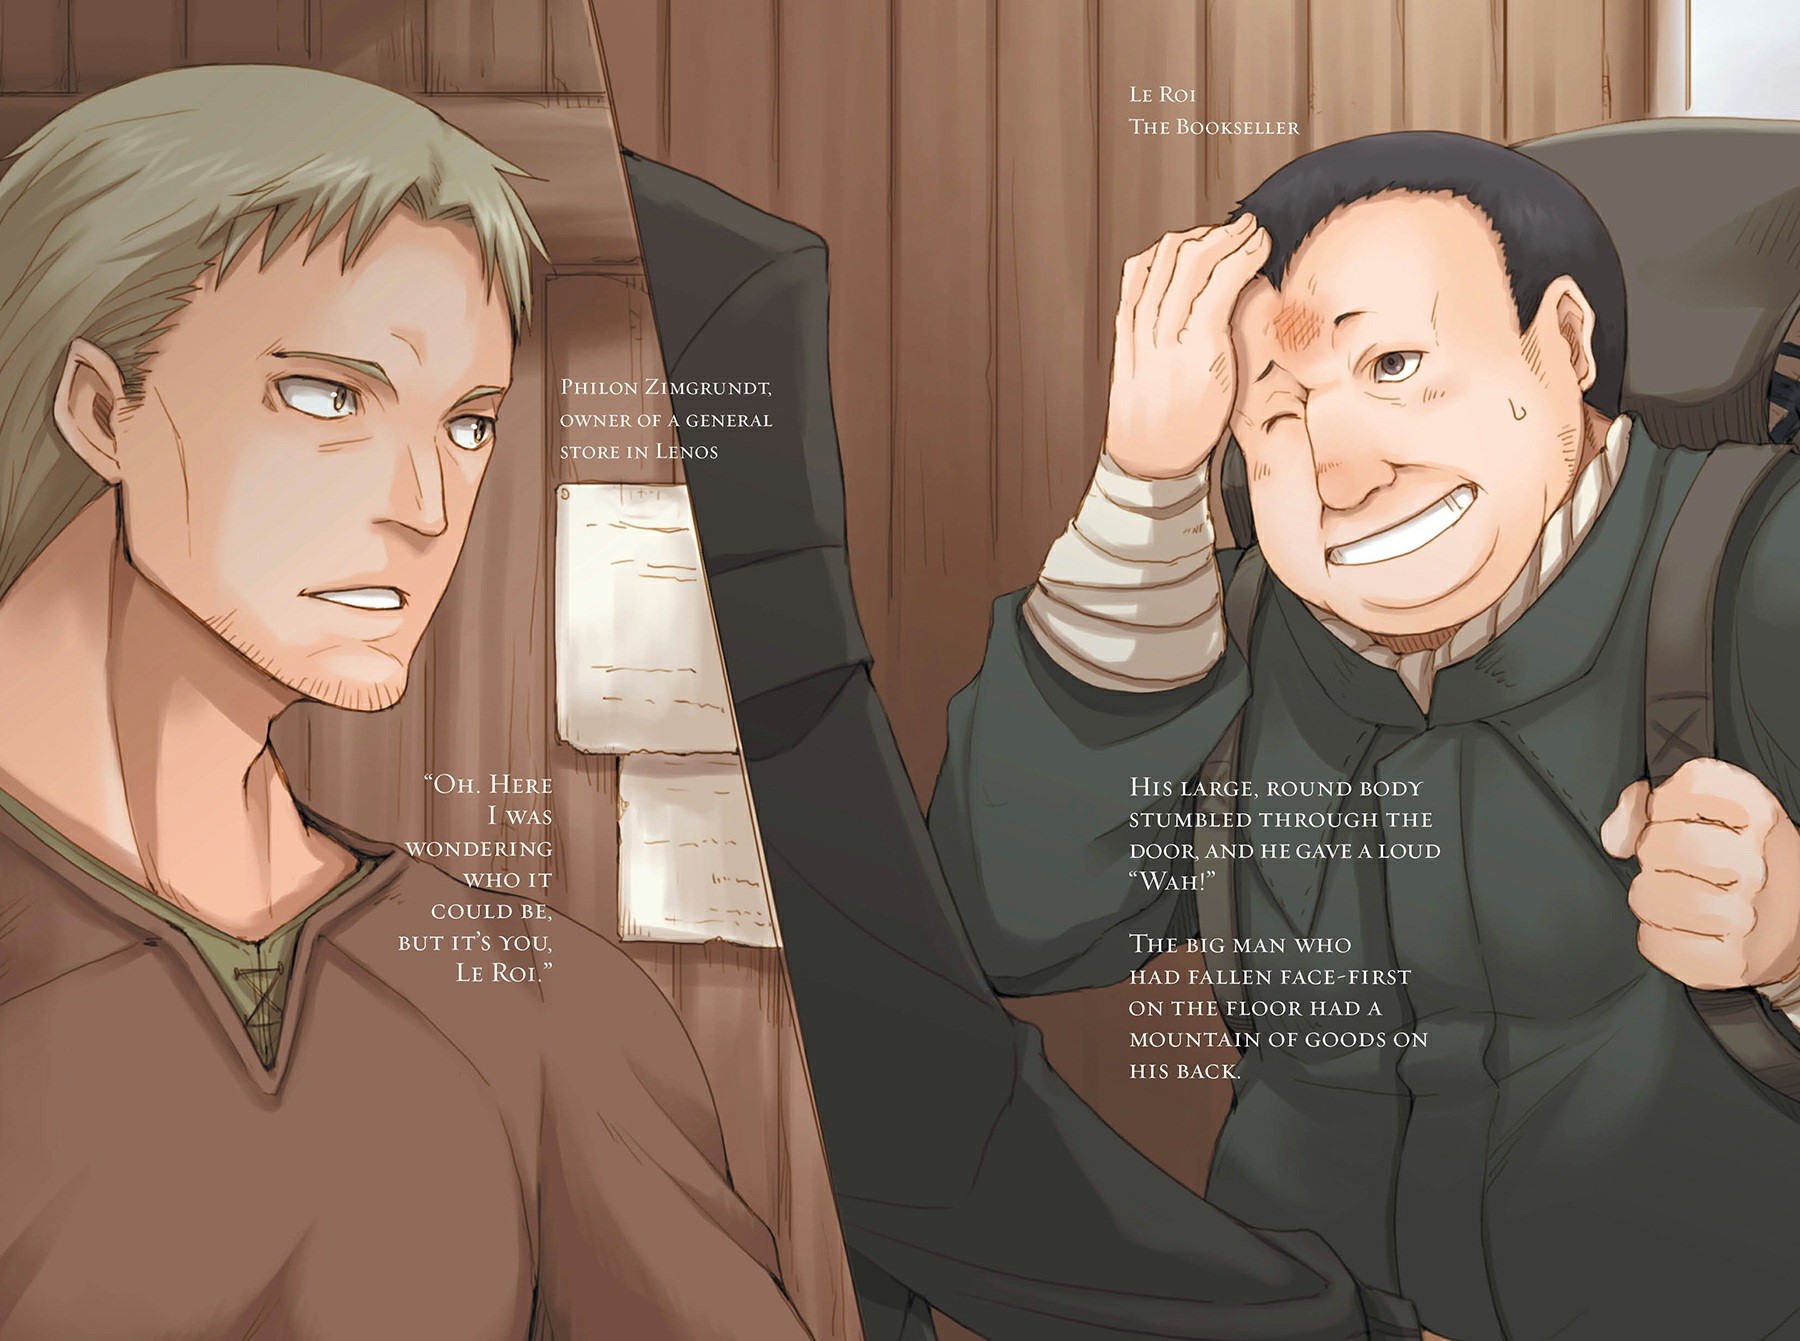 Philon Zimgrundt,
owner of a general
store in Lenos
“Oh. Here
I was
wondering
who it
could be,
but it’s you,
Le Roi.”
Le Roi
The Bookseller
His large, round body
stumbled through the
door, and he gave a loud
“Wah!”
The big man who
had fallen face-first
on the floor had a
mountain of goods on
his back.